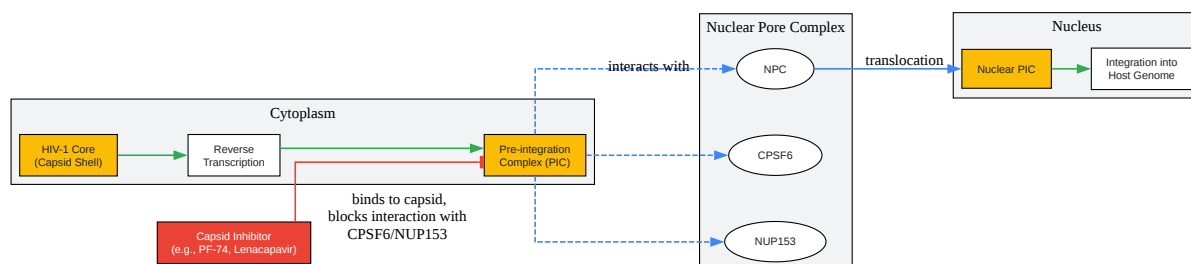 Nuclear Pore Complex
Nucleus
interacts with
NPC
translocation
Nuclear PIC
Integration into
Host Genome
Cytoplasm
HIV-1 Core
(Capsid Shell)
Reverse
Transcription
Pre-integration
Complex (PIC)
CPSF6
binds to capsid,
blocks interaction with
CPSF6/NUP153
Capsid Inhibitor
(e.g., PF-74, Lenacapavir)
NUP153